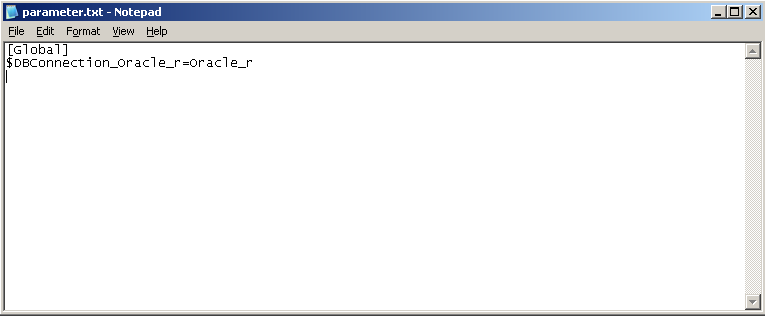 parameter.txt - Notepad
File Edit Format View Help
[Global]
$DBConnection_Oracle_r=Oracle_r